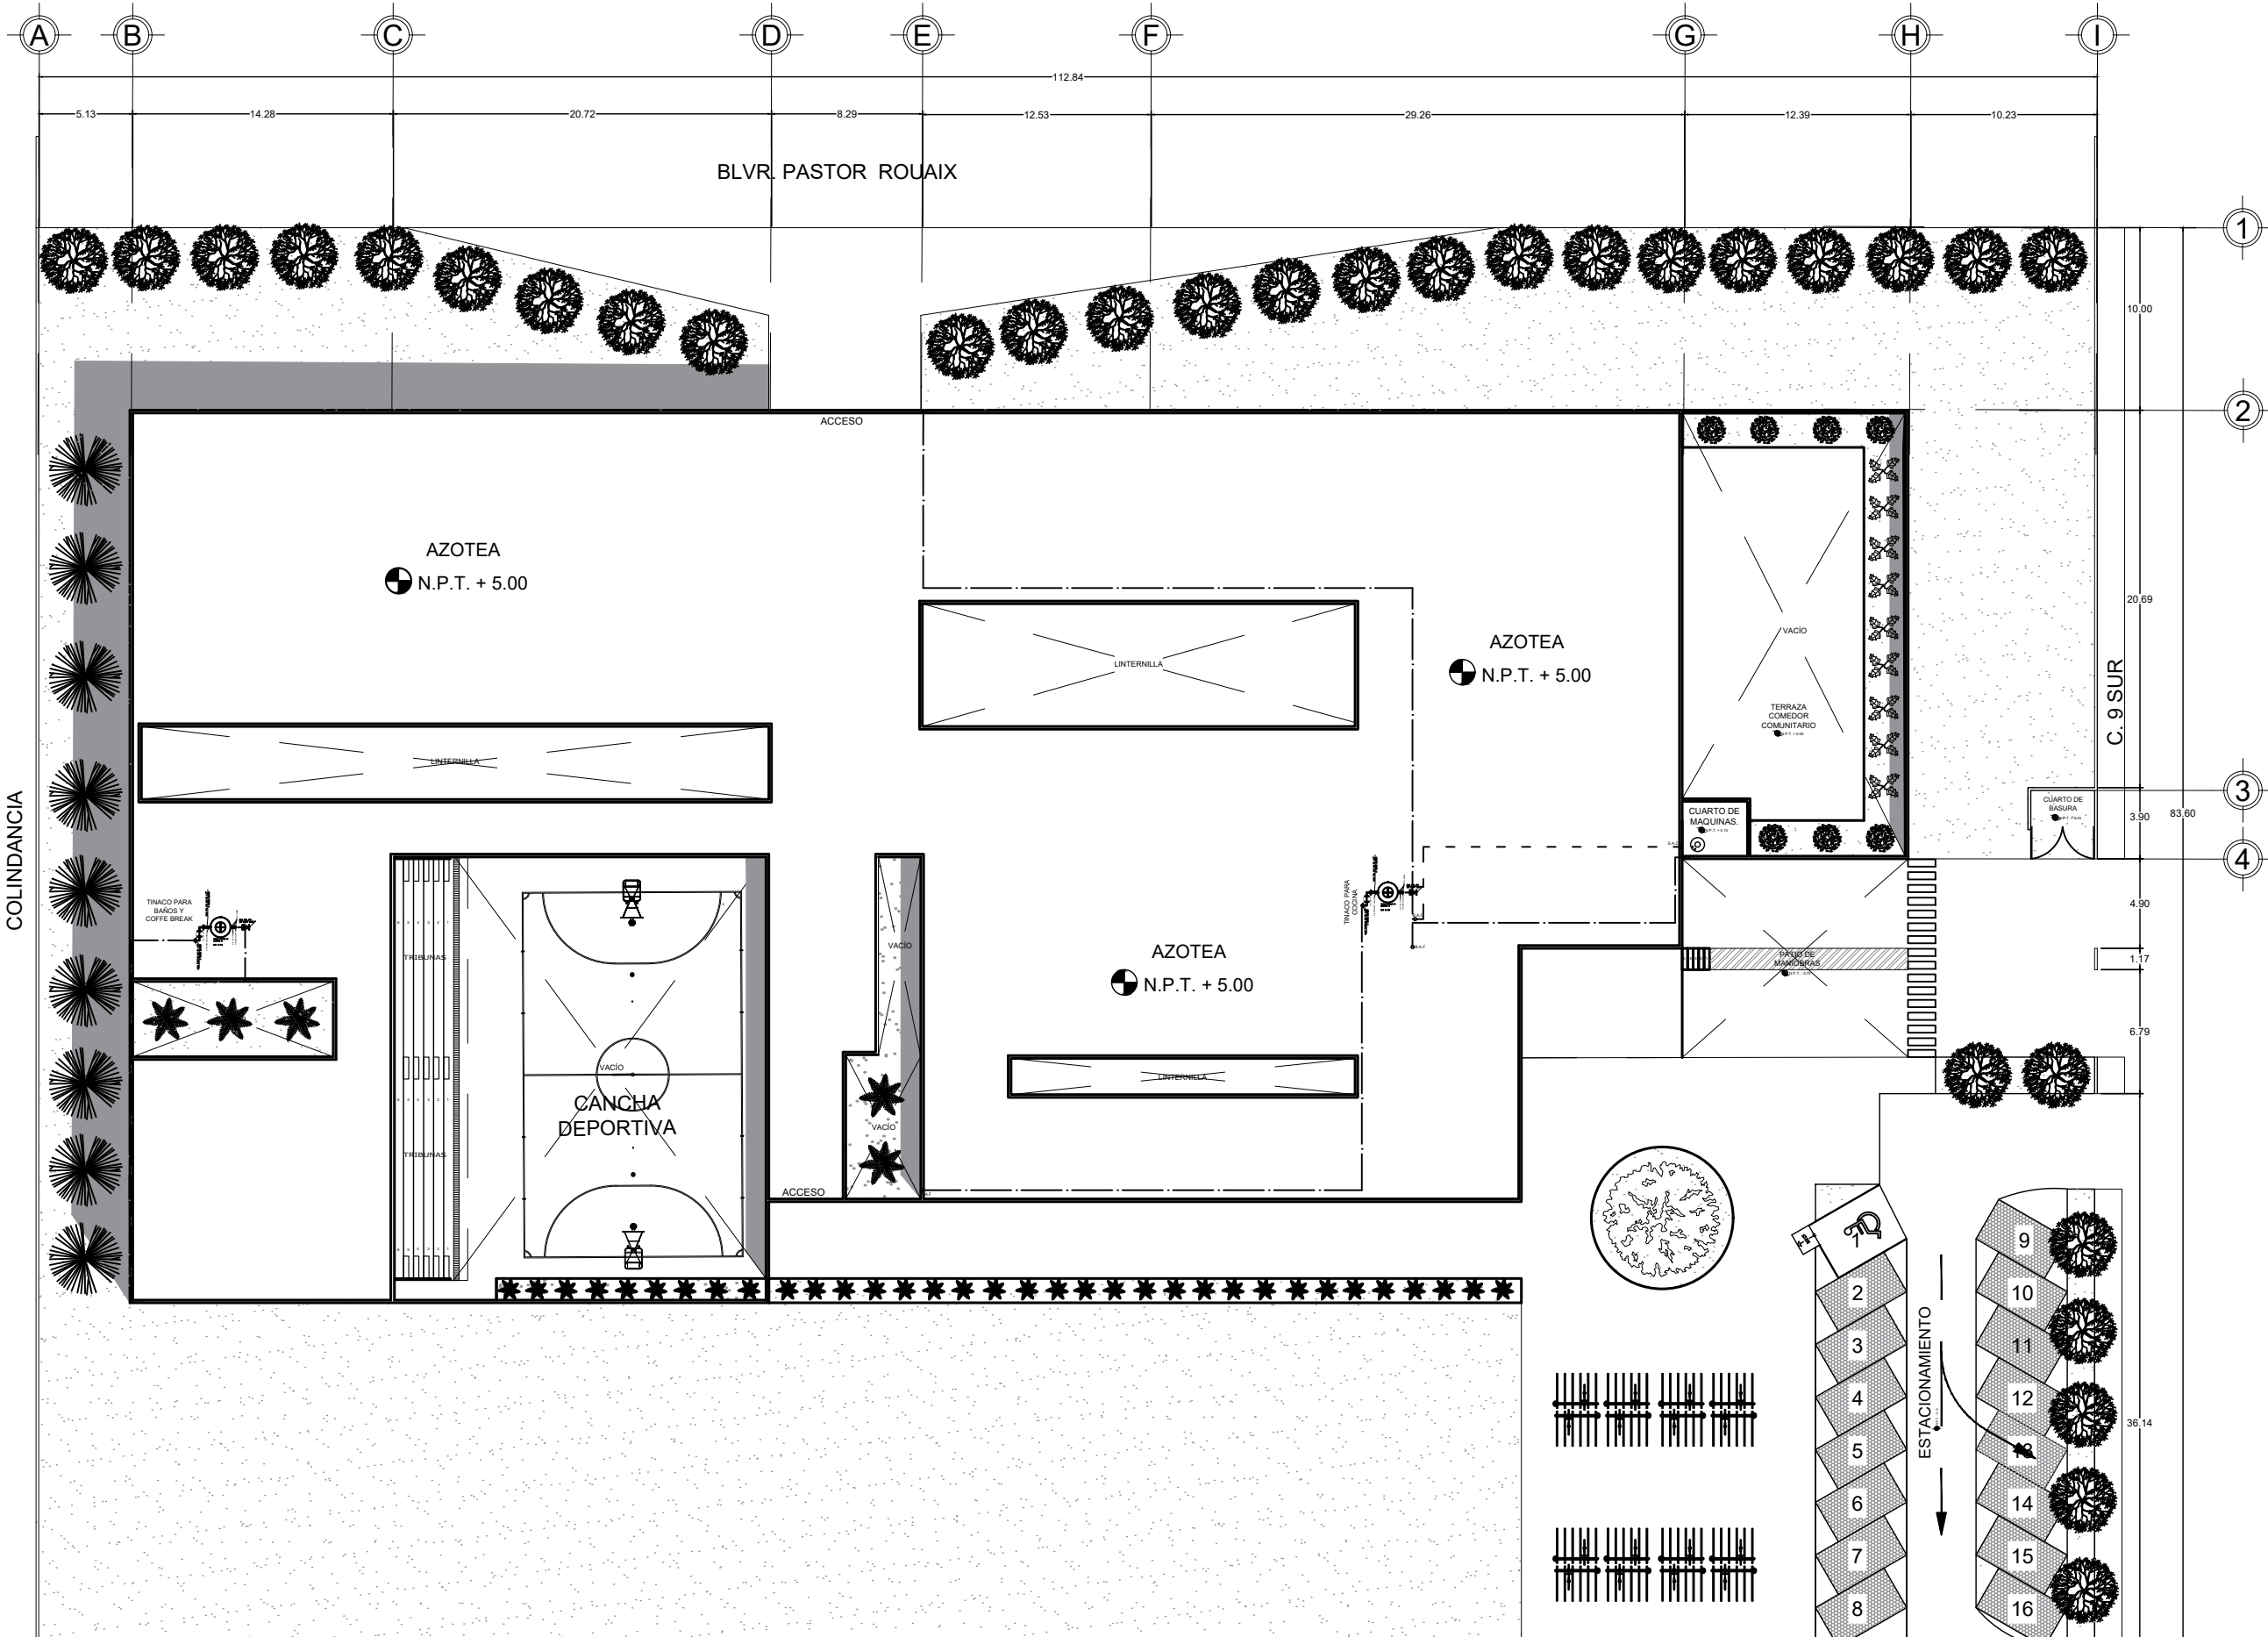 A
B
C
D
E
F
G
H
I
112.84
5.13
14.28
20.72
8.29
12.53
29.26
12.39
10.23
BLVR. PASTOR ROUAIX
1
10.00
2
ACCESO
AZOTEA
N.P.T. + 5.00
20.69
VACÍO
LINTERNILLA
AZOTEA
N.P.T. + 5.00
TERRAZA
COMEDOR
COMUNITARIO
C. 9 SUR
LINTERNILLA
3
CUARTO DE
BASURA
CUARTO DE
MAQUINAS.
3.90
83.60
4
COLINDANCIA
TINACO PARA
BAÑOS Y
COFFE BREAK
TINACO PARA
COCINA
4.90
VACÍO
AZOTEA
N.P.T. + 5.00
TRIBUNAS
PATIO DE
MANIOBRAS
1.17
6.79
VACÍO
CANCHA
DEPORTIVA
LINTERNILLA
VACÍO
TRIBUNAS
ACCESO
1
2
3
4
5
6
7
8
ESTACIONAMIENTO
9
10
11
12
13
14
15
16
36.14